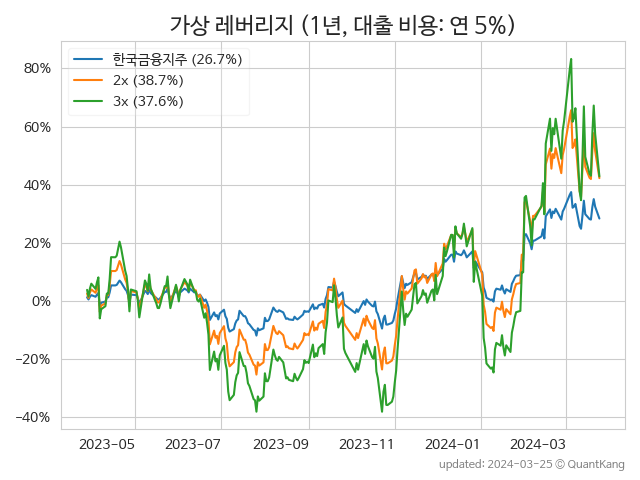 가상 레버리지 (1년, 대출 비용: 연 5%)
한국금융지주 (26.7%)
2x (38.7%)
3x (37.6%)
80%
60%
40%
20%
0%
−20%
−40%
2023-05
2023-07
2023-09
2023-11
2024-01
2024-03
updated: 2024-03-25 © QuantKang